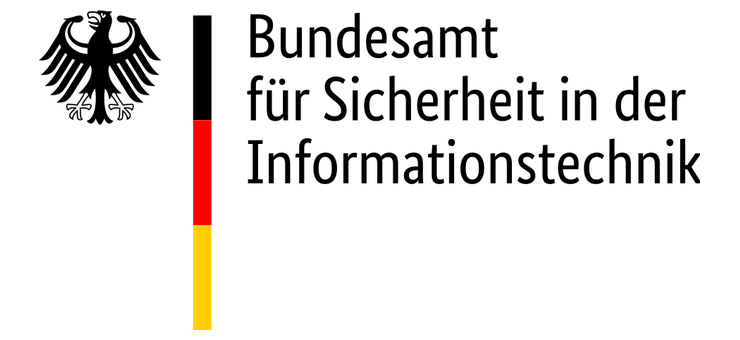 Bundesamt
für Sicherheit in der
Informationstechnik